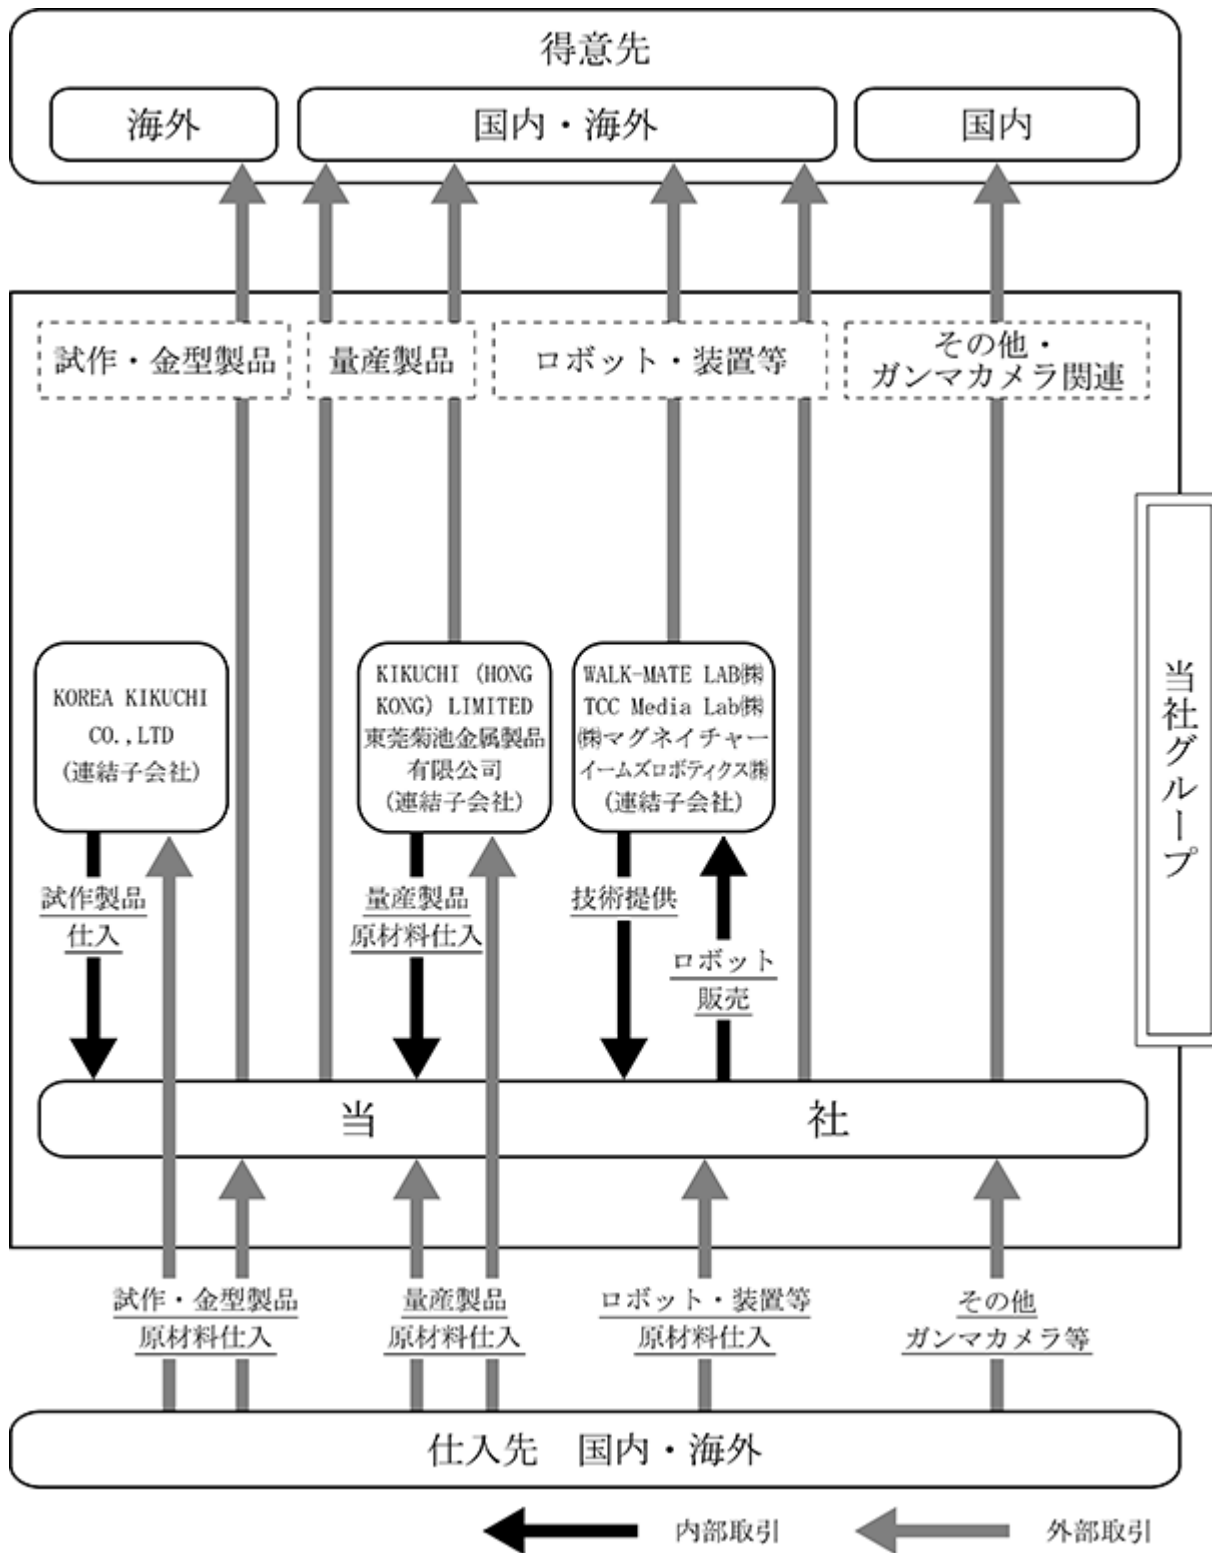 得意先
海外
国内・海外
国内
試作・金型製品
量産製品
ロボット・装置等
その他・
ガンマカメラ関連
当社グループ
KOREA KIKUCHI
CO.,LTD
(連結子会社)
KIKUCHI (HONG
KONG) LIMITED
東莞菊池金属製品
有限公司
(連結子会社)
WALK-MATE LAB㈱
TCC Media Lab㈱
㈱マグネイチャー
イームズロボティクス㈱
(連結子会社)
試作製品
仕入
量産製品
原材料仕入
技術提供
ロボット
販売
当社
試作・金型製品
原材料仕入
量産製品
原材料仕入
ロボット・装置等
原材料仕入
その他
ガンマカメラ等
仕入先 国内・海外
内部取引
外部取引